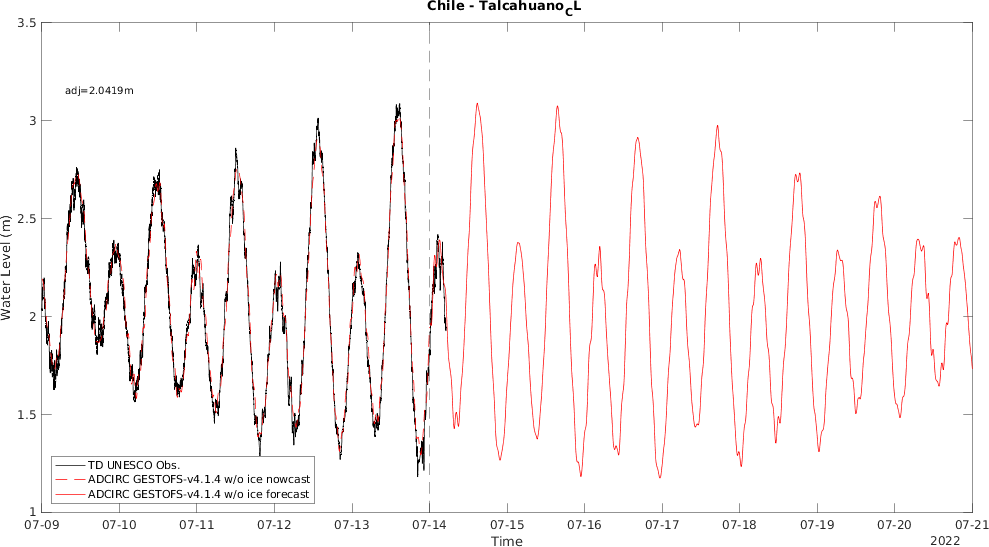 Chile - Talcahuano_CL
3.5
adj=2.0419m
3
2.5
2
1.5
1
Water Level (m)
TD UNESCO Obs.
ADCIRC GESTOFS-v4.1.4 w/o ice nowcast
ADCIRC GESTOFS-v4.1.4 w/o ice forecast
07-09 07-10 07-11 07-12 07-13 07-14 07-15 07-16 07-17 07-18 07-19 07-20 07-21
Time
2022